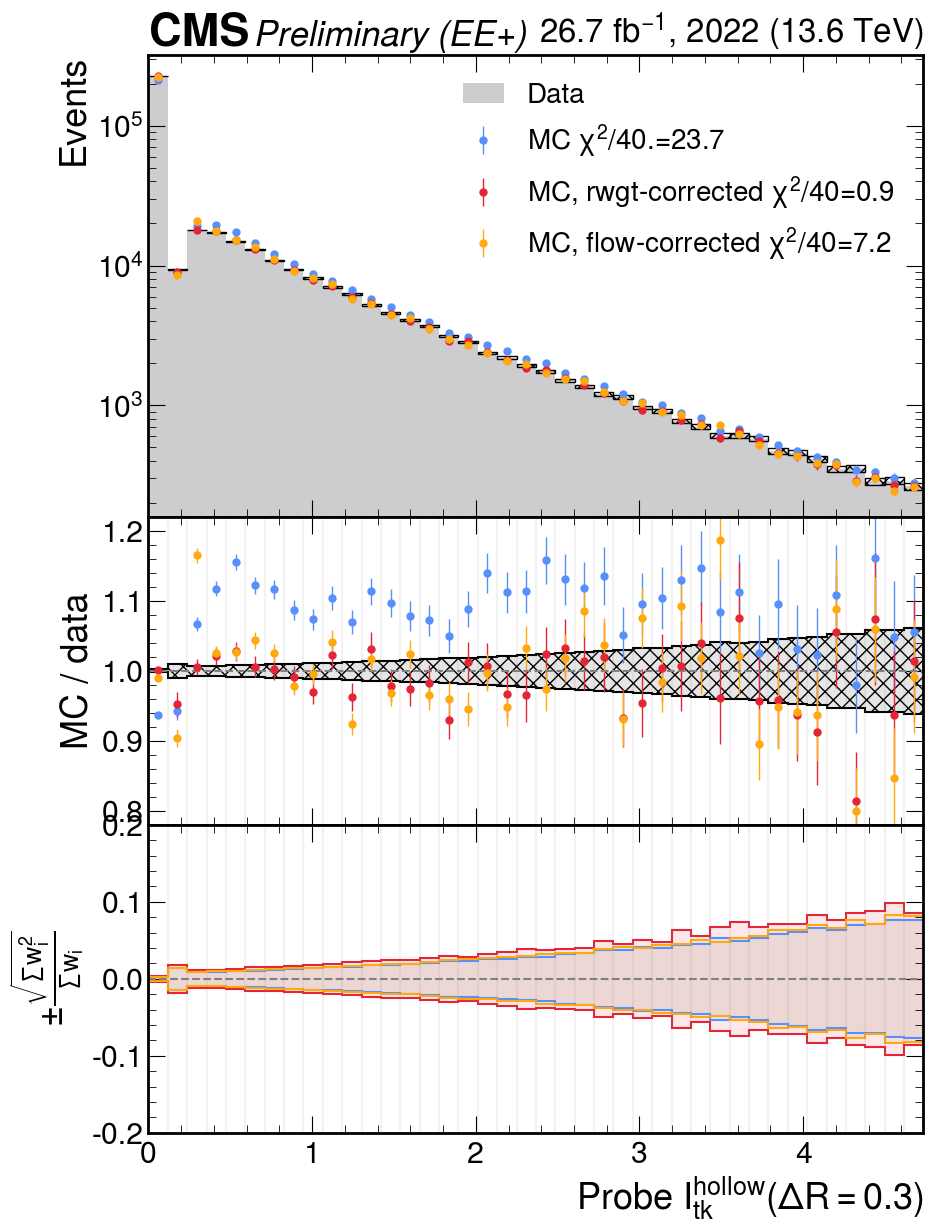 CMS Preliminary (EE+) 26.7 fb⁻¹, 2022 (13.6 TeV)
Events
10⁵
10⁴
10³
Data
MC χ²/40.=23.7
MC, rwgt-corrected χ²/40=0.9
MC, flow-corrected χ²/40=7.2
MC / data
1.2
1.1
1.0
0.9
0.8
±√Σw_i²/Σw_i
0.2
0.1
0.0
-0.1
-0.2
0 1 2 3 4
Probe I_tk^hollow(ΔR = 0.3)